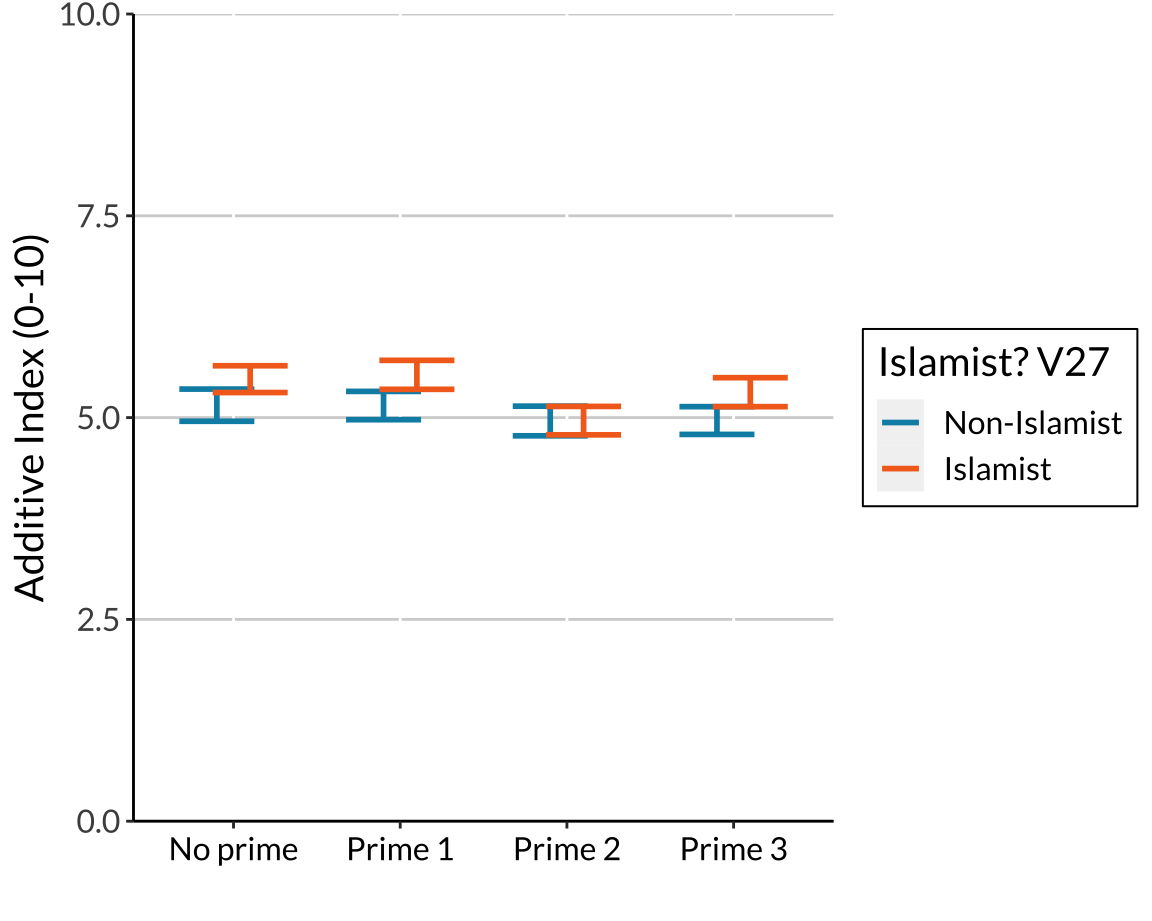 Additive Index (0-10)
10.0
7.5
5.0
2.5
0.0
No prime
Prime 1
Prime 2
Prime 3
Islamist? V27
Non-Islamist
Islamist